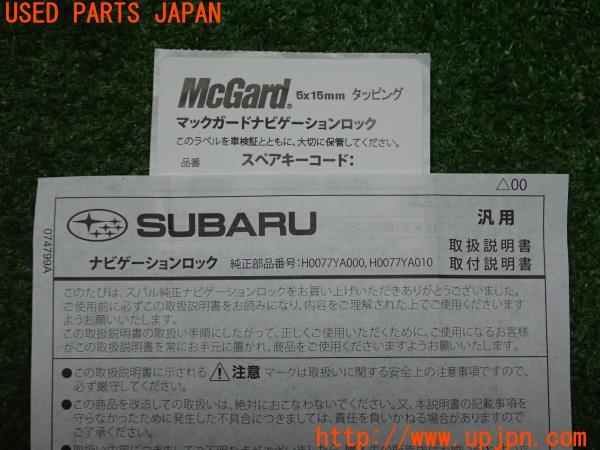 USED PARTS JAPAN
McGard® 5x15mm タッピング
マックガードナビゲーションロック
このラベルを車検証とともに、大切に保管してください。
品番 スペアキーコード:
△00
074799A
SUBARU
汎用
ナビゲーションロック 純正部品番号:H0077YA000, H0077YA010
取扱説明書
取付説明書
このたびは、スバル純正ナビゲーションロックをお買い上げいただきありがとうございました。
ご使用前に必ずこの取扱説明書をお読みになり、内容をご理解された上でご使用くださいます
ようお願いいたします。
この取扱説明書の取扱い手順にしたがって、正しくご使用いただくために、ご使用になるお客様
がこの取扱説明書を常にお手元に置かれ、商品をご使用くださいますようお願いいたします。
●この取扱説明書に示される⚠注意 マークは取扱いに関する安全上の注意事項ですので、
必ず厳守してください。
●この商品を改造しての取扱いは、絶対におこなわないでください。又、本説明書の記載事項を
守らなかったために発生した不具合につきましては、責任を負いかねる場合がありますので
ご了承ください。
http://www.upjpn.com/